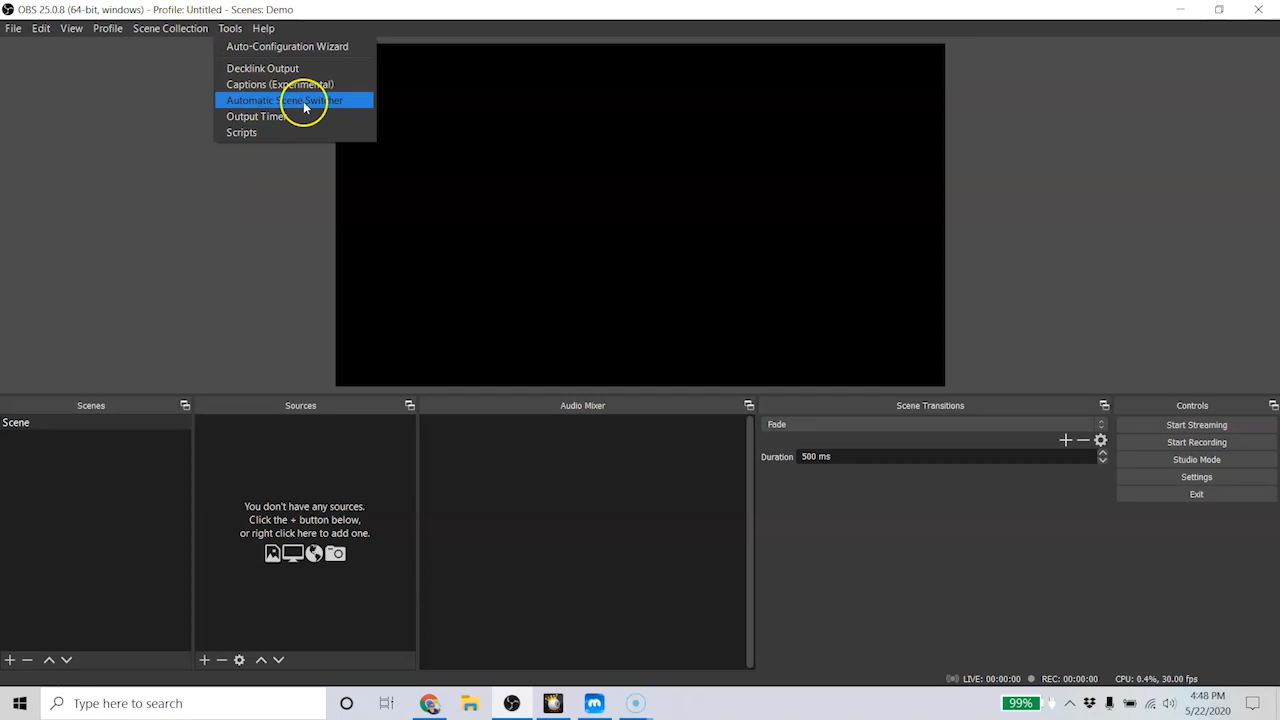 OBS 25.0.8 (64-bit, windows) - Profile: Untitled - Scenes: Demo
File Edit View Profile Scene Collection Tools Help
Auto-Configuration Wizard
Decklink Output
Captions (Experimental)
Automatic Scene Switcher
Output Timer
Scripts
Scenes
Scene
Sources
You don't have any sources.
Click the + button below,
or right click here to add one.
Audio Mixer
Scene Transitions
Fade
Duration 500 ms
Controls
Start Streaming
Start Recording
Studio Mode
Settings
Exit
LIVE: 00:00:00 REC: 00:00:00 CPU: 0.4%, 30.00 fps
Type here to search
99%
4:48 PM
5/22/2020